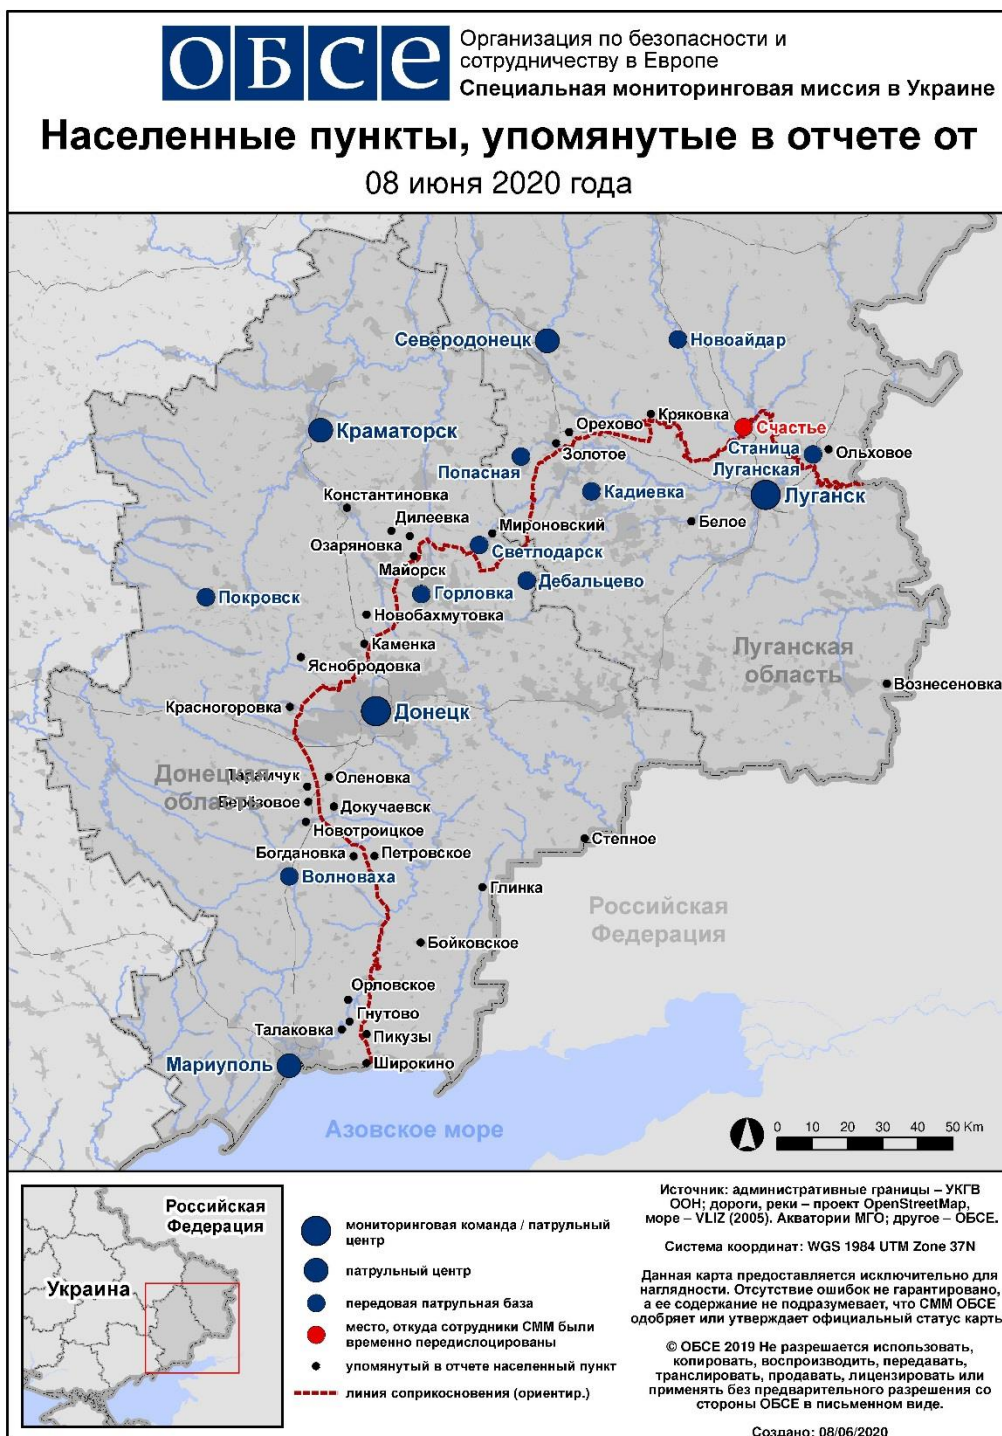 ОБСЕ
Организация по безопасности и
сотрудничеству в Европе
Специальная мониторинговая миссия в Украине
Населенные пункты, упомянутые в отчете от
08 июня 2020 года
Северодонецк
Новоайдар
Кряковка
Орехово
Счастье
Краматорск
Золотое
Станица
Луганская
Ольховое
Попасная
Константиновка
Кадиевка
Луганск
Дилеевка
Мироновский
Белое
Озаряновка
Светлодарск
Майорск
Дебальцево
Покровск
Горловка
Новобахмутовка
Каменка
Луганская
область
Яснобродовка
Вознесеновка
Красногоровка
Донецк
Донецкая
область
Тарамчук
Оленовка
Берёзовое
Докучаевск
Новотроицкое
Степное
Богдановка
Петровское
Волноваха
Глинка
Российская
Федерация
Бойковское
Орловское
Гнутово
Талаковка
Пикузы
Мариуполь
Широкино
Азовское море
0 10 20 30 40 50 Km
Российская
Федерация
Украина
мониторинговая команда / патрульный
центр
патрульный центр
передовая патрульная база
место, откуда сотрудники СММ были
временно передислоцированы
упомянутый в отчете населенный пункт
линия соприкосновения (ориентир.)
Источник: административные границы – УКГВ
ООН; дороги, реки – проект OpenStreetMap,
море – VLIZ (2005). Акватории МГО; другое – ОБСЕ.
Система координат: WGS 1984 UTM Zone 37N
Данная карта предоставляется исключительно для
наглядности. Отсутствие ошибок не гарантировано,
а ее содержание не подразумевает, что СММ ОБСЕ
одобряет или утверждает официальный статус карты
© ОБСЕ 2019 Не разрешается использовать,
копировать, воспроизводить, передавать,
транслировать, продавать, лицензировать или
применять без предварительного разрешения со
стороны ОБСЕ в письменном виде.
Создано: 08/06/2020